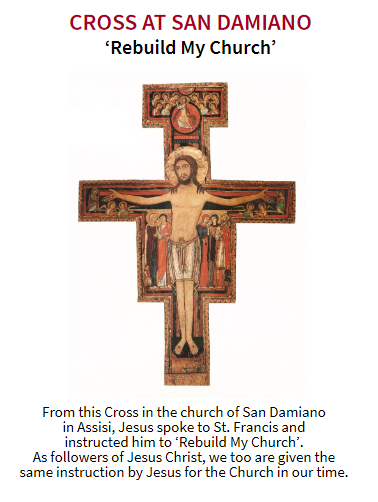 CROSS AT SAN DAMIANO
‘Rebuild My Church’
From this Cross in the church of San Damiano
in Assisi, Jesus spoke to St. Francis and
instructed him to ‘Rebuild My Church’.
As followers of Jesus Christ, we too are given the
same instruction by Jesus for the Church in our time.